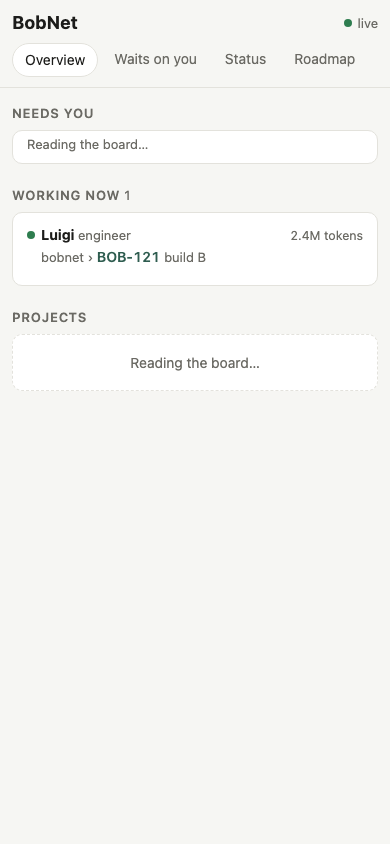 BobNet
live
Overview Waits on you Status Roadmap
NEEDS YOU
Reading the board...
WORKING NOW 1
Luigi engineer 2.4M tokens
bobnet › BOB-121 build B
PROJECTS
Reading the board...